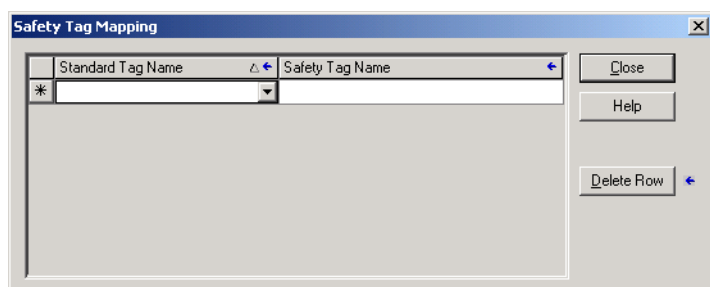 Safety Tag Mapping
Standard Tag Name Safety Tag Name
Close
Help
Delete Row